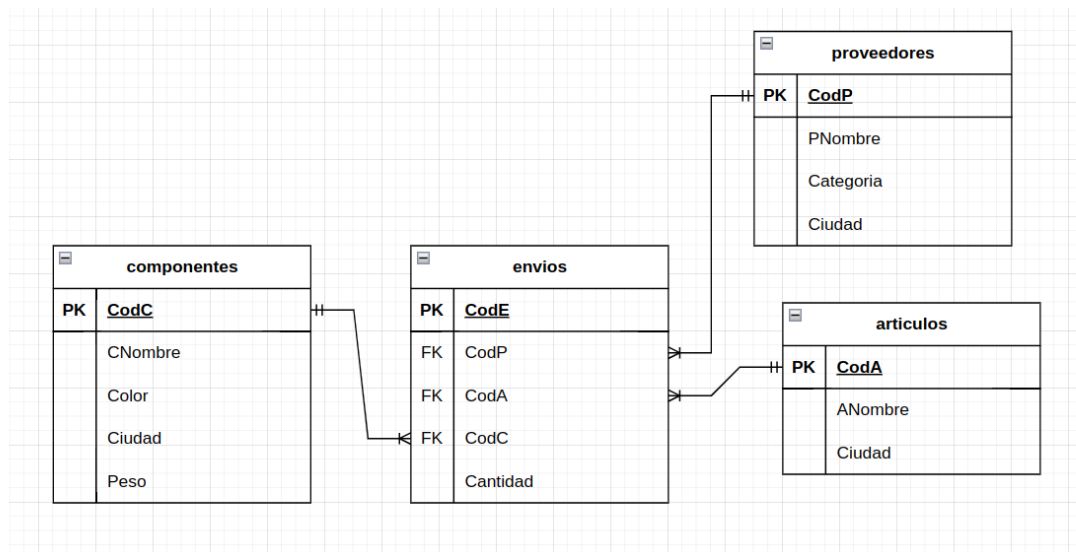 proveedores
PK CodP
PNombre
Categoria
Ciudad
componentes
PK CodC
CNombre
Color
Ciudad
Peso
envios
PK CodE
FK CodP
FK CodA
FK CodC
Cantidad
articulos
PK CodA
ANombre
Ciudad